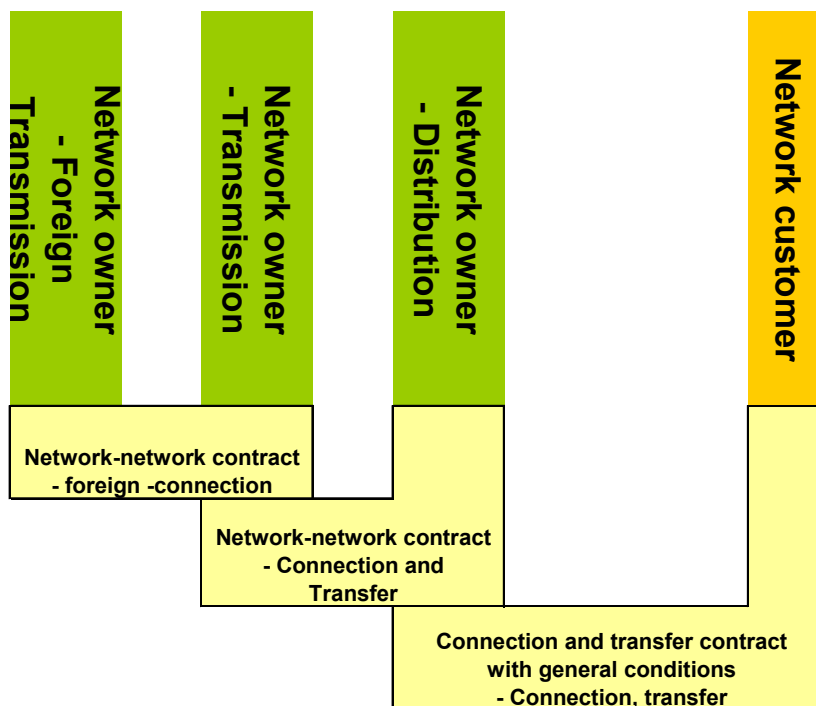 Network owner
- Foreign
Transmission
Network owner
- Transmission
Network owner
- Distribution
Network customer
Network-network contract
- foreign -connection
Network-network contract
- Connection and
Transfer
Connection and transfer contract
with general conditions
- Connection, transfer